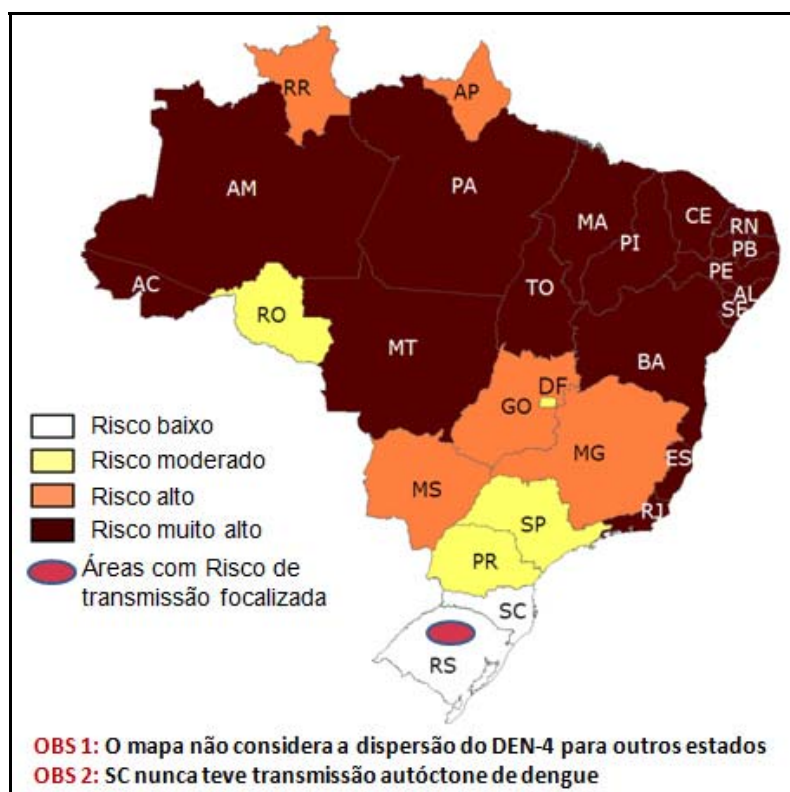 RR
AP
AM
PA
MA
CE
RN
PB
PI
PE
AL
SE
AC
RO
TO
MT
BA
DF
GO
MG
ES
MS
RJ
SP
PR
SC
RS
Risco baixo
Risco moderado
Risco alto
Risco muito alto
Áreas com Risco de
transmissão focalizada
OBS 1: O mapa não considera a dispersão do DEN-4 para outros estados
OBS 2: SC nunca teve transmissão autóctone de dengue